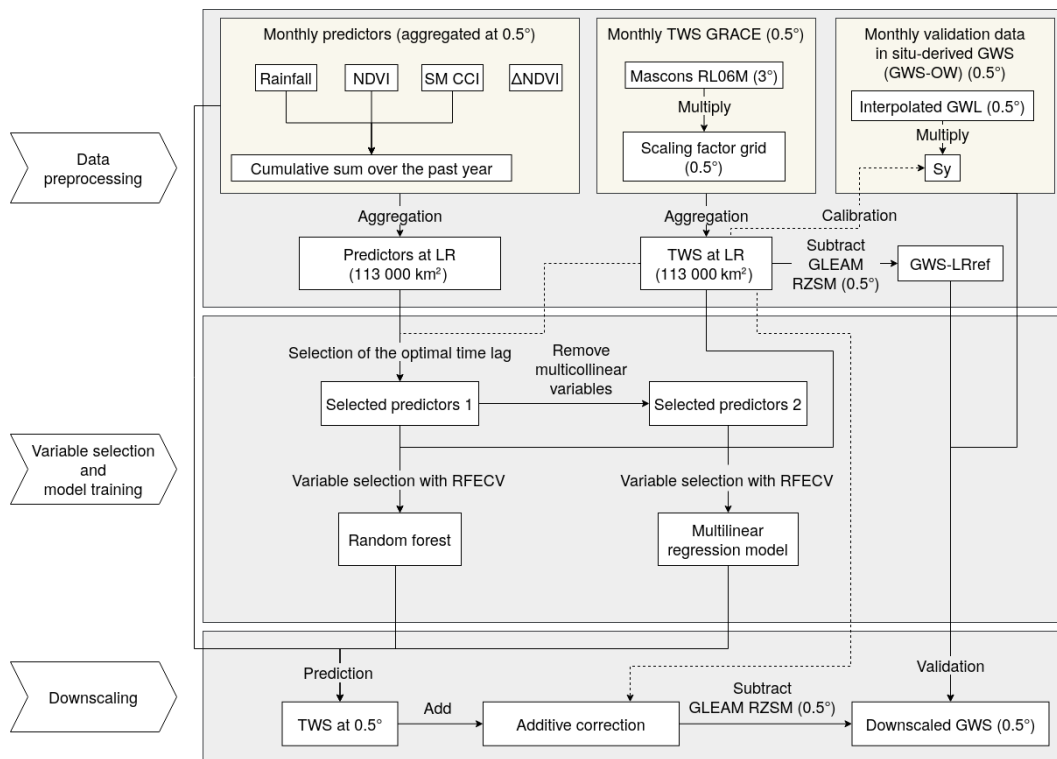 Monthly predictors (aggregated at 0.5°)
Rainfall
NDVI
SM CCI
ΔNDVI
Cumulative sum over the past year
Monthly TWS GRACE (0.5°)
Mascons RL06M (3°)
Multiply
Scaling factor grid
(0.5°)
Monthly validation data
in situ-derived GWS
(GWS-OW) (0.5°)
Interpolated GWL (0.5°)
Multiply
Sy
Data
preprocessing
Aggregation
Aggregation
Calibration
Predictors at LR
(113 000 km²)
TWS at LR
(113 000 km²)
Subtract
GLEAM
RZSM (0.5°)
GWS-LRref
Selection of the optimal time lag
Remove
multicollinear
variables
Selected predictors 1
Selected predictors 2
Variable selection
and
model training
Variable selection with RFECV
Variable selection with RFECV
Random forest
Multilinear
regression model
Downscaling
Prediction
Validation
TWS at 0.5°
Add
Additive correction
Subtract
GLEAM RZSM (0.5°)
Downscaled GWS (0.5°)